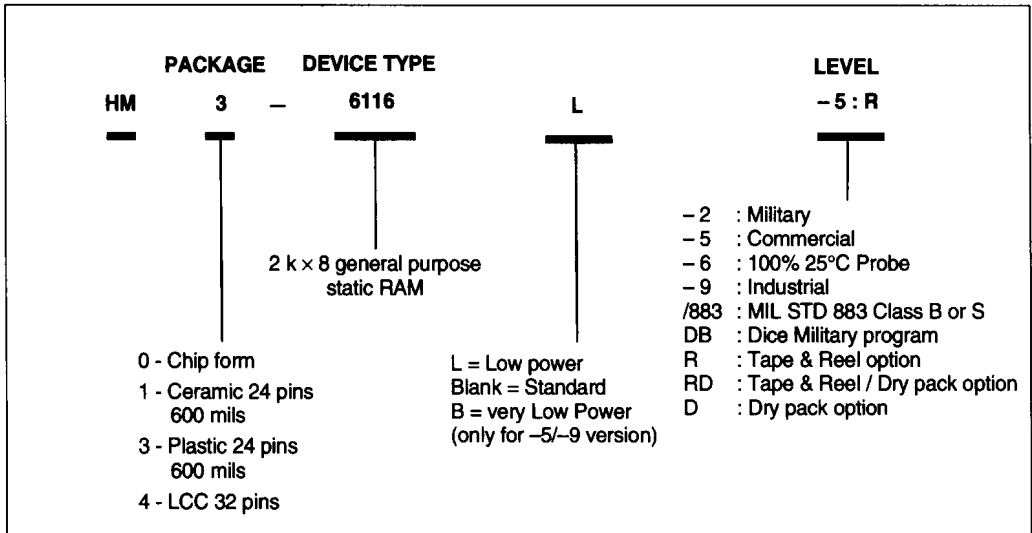 PACKAGE DEVICE TYPE LEVEL
HM 3 – 6116 L – 5 : R
2 k × 8 general purpose
static RAM
0 - Chip form
1 - Ceramic 24 pins
600 mils
3 - Plastic 24 pins
600 mils
4 - LCC 32 pins
L = Low power
Blank = Standard
B = very Low Power
(only for –5/–9 version)
– 2 : Military
– 5 : Commercial
– 6 : 100% 25°C Probe
– 9 : Industrial
/883 : MIL STD 883 Class B or S
DB : Dice Military program
R : Tape & Reel option
RD : Tape & Reel / Dry pack option
D : Dry pack option